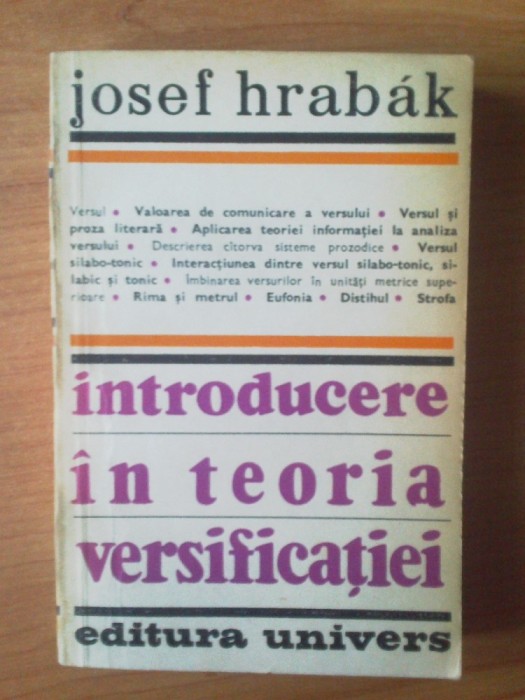 josef hrabák
Versul • Valoarea de comunicare a versului • Versul și
proza literară • Aplicarea teoriei informației la analiza
versului • Descrierea cîtorva sisteme prozodice • Versul
silabo-tonic • Interacțiunea dintre versul silabo-tonic, si-
labic și tonic • Îmbinarea versurilor în unități metrice supe-
rioare • Rima și metrul • Eufonia • Distihul • Strofa
introducere
în teoria
versificației
editura univers